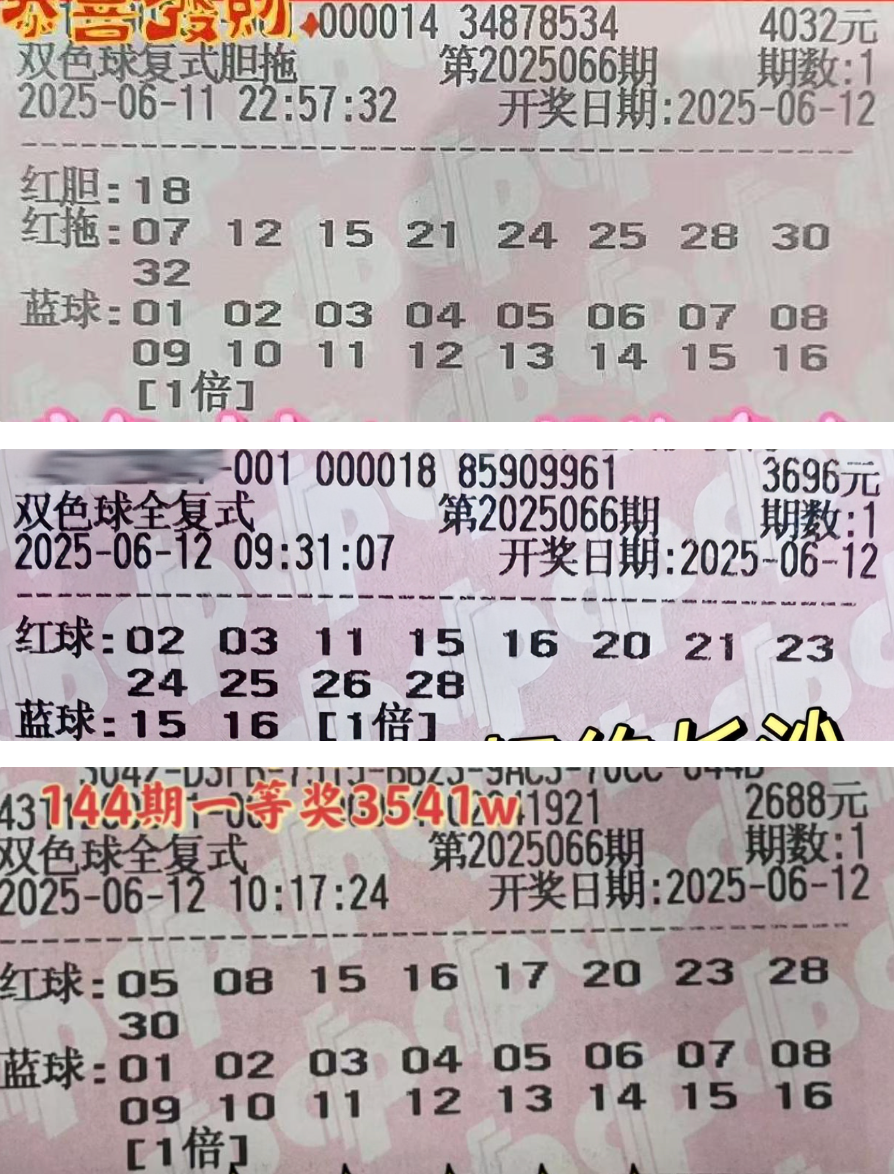 恭喜發財
000014 34878534 4032元
双色球复式胆拖 第2025066期 期数:1
2025-06-11 22:57:32 开奖日期:2025-06-12
红胆:18
红拖:07 12 15 21 24 25 28 30
32
蓝球:01 02 03 04 05 06 07 08
09 10 11 12 13 14 15 16
[1倍]
-001 000018 85909961 3696元
双色球全复式 第2025066期 期数:1
2025-06-12 09:31:07 开奖日期:2025-06-12
红球:02 03 11 15 16 20 21 23
24 25 26 28
蓝球:15 16 [1倍]
144期一等奖3541w
1921 2688元
双色球全复式 第2025066期 期数:1
2025-06-12 10:17:24 开奖日期:2025-06-12
红球:05 08 15 16 17 20 23 28
30
蓝球:01 02 03 04 05 06 07 08
09 10 11 12 13 14 15 16
[1倍]